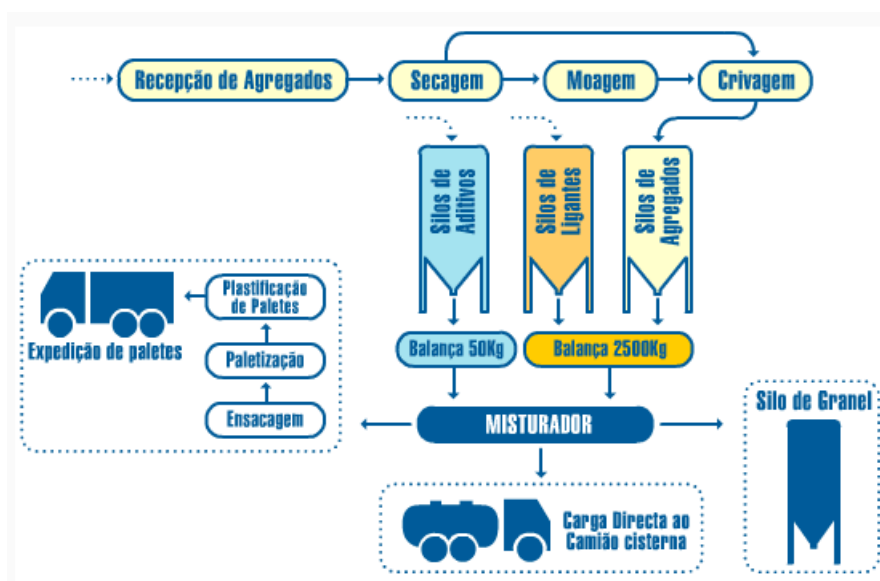 Recepção de Agregados
Secagem
Moagem
Crivagem
Silos de
Aditivos
Silos de
Ligantes
Silos de
Agregados
Plastificação
de Paletes
Expedição de paletes
Paletização
Ensacagem
Balança 50Kg
Balança 2500Kg
MISTURADOR
Silo de Granel
Carga Directa ao
Camião cisterna